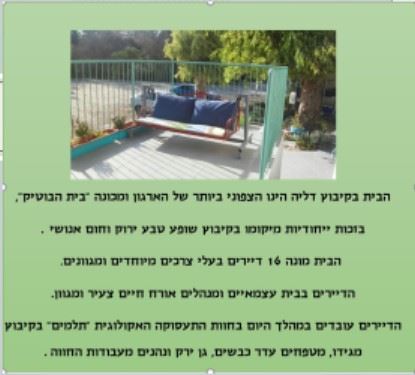 הבית בקיבוץ דליה הינו הצפוני ביותר של הארגון ומכונה "בית הבוטיק",
בזכות ייחודיות מיקומו בקיבוץ שופע טבע ירוק וחום אנושי .
הבית מונה 16 דיירים בעלי צרכים מיוחדים ומגוונים.
הדיירים בבית עצמאיים ומנהלים אורח חיים צעיר ומגוון.
הדיירים עובדים במהלך היום בחוות התעסוקה האקולוגית "תלמים" בקיבוץ
מגידו, מטפחים עדר כבשים, גן ירק ונהנים מעבודות החווה .